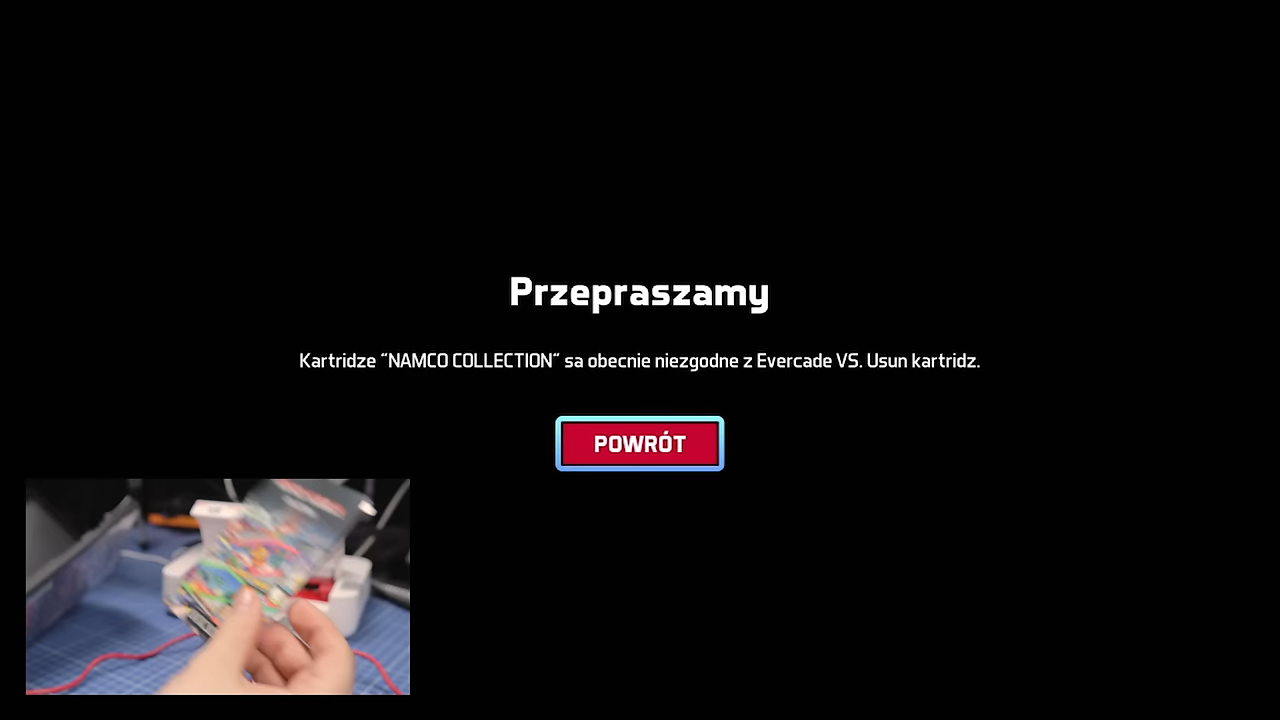 Przepraszamy
Kartridze “NAMCO COLLECTION“ sa obecnie niezgodne z Evercade VS. Usun kartridz.
POWRÓT